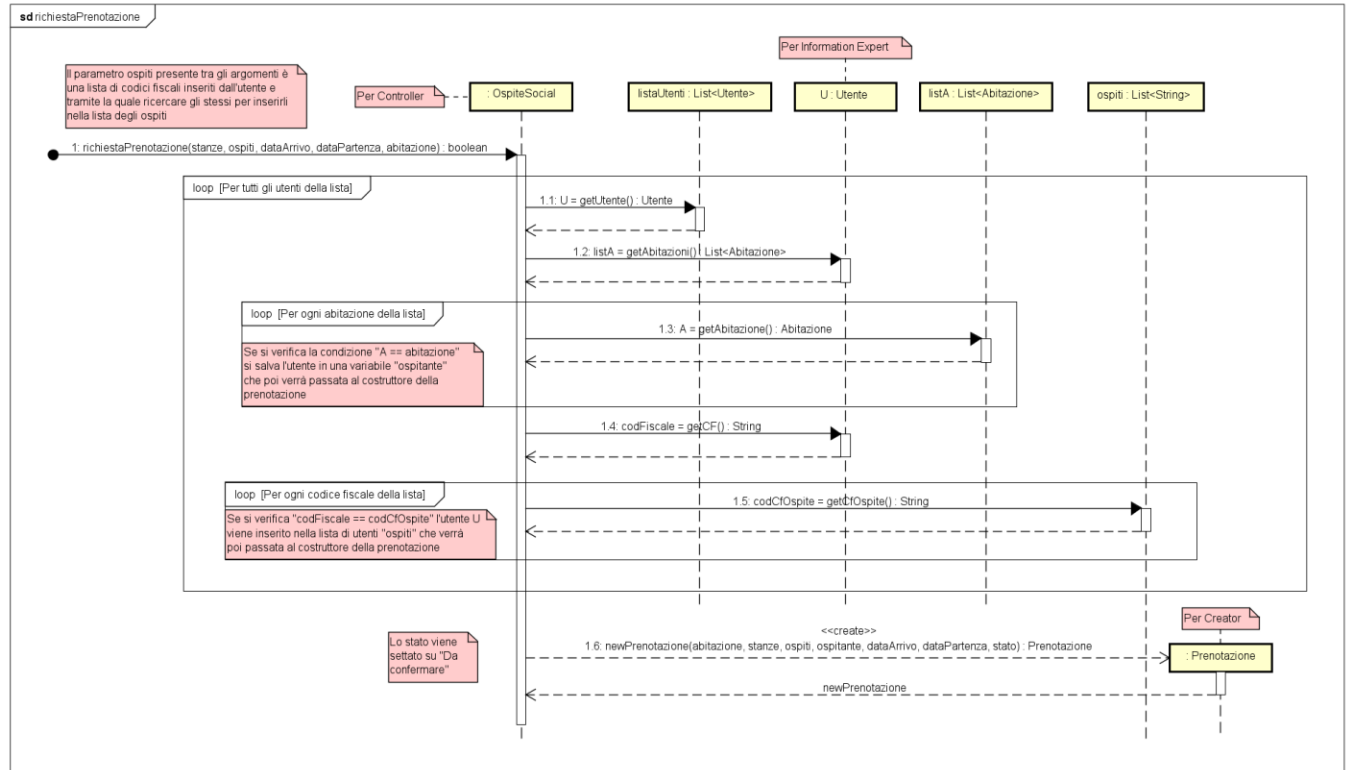 sd richiestaPrenotazione
Per Information Expert
Il parametro ospiti presente tra gli argomenti è
una lista di codici fiscali inseriti dall'utente e
tramite la quale ricercare gli stessi per inserirli
nella lista degli ospiti
Per Controller
: OspiteSocial
listaUtenti : List<Utente>
U : Utente
listA : List<Abitazione>
ospiti : List<String>
1: richiestaPrenotazione(stanze, ospiti, dataArrivo, dataPartenza, abitazione) : boolean
loop [Per tutti gli utenti della lista]
1.1: U = getUtente() : Utente
1.2: listA = getAbitazioni() : List<Abitazione>
loop [Per ogni abitazione della lista]
1.3: A = getAbitazione() : Abitazione
Se si verifica la condizione "A == abitazione"
si salva l'utente in una variabile "ospitante"
che poi verrà passata al costruttore della
prenotazione
1.4: codFiscale = getCF() : String
loop [Per ogni codice fiscale della lista]
1.5: codCfOspite = getCfOspite() : String
Se si verifica "codFiscale == codCfOspite" l'utente U
viene inserito nella lista di utenti "ospiti" che verrà
poi passata al costruttore della prenotazione
Per Creator
Lo stato viene
settato su "Da
confermare"
<<create>>
1.6: newPrenotazione(abitazione, stanze, ospiti, ospitante, dataArrivo, dataPartenza, stato) : Prenotazione
: Prenotazione
newPrenotazione